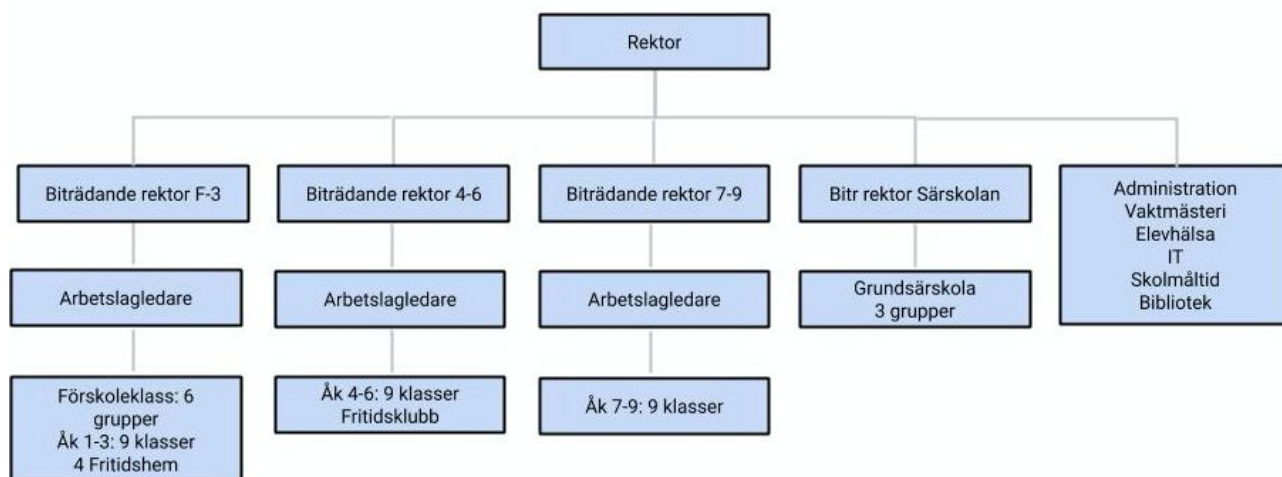 Rektor
Biträdande rektor F-3
Biträdande rektor 4-6
Biträdande rektor 7-9
Bitr rektor Särskolan
Administration
Vaktmästeri
Elevhälsa
IT
Skolmåltid
Bibliotek
Arbetslagledare
Arbetslagledare
Arbetslagledare
Grundsärskola
3 grupper
Förskoleklass: 6
grupper
Åk 1-3: 9 klasser
4 Fritidshem
Åk 4-6: 9 klasser
Fritidsklubb
Åk 7-9: 9 klasser